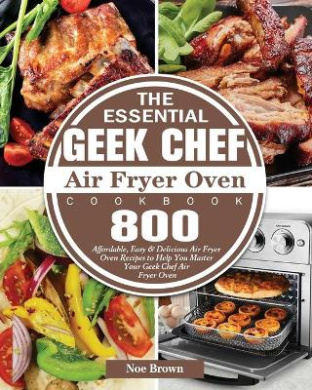 THE
ESSENTIAL
GEEK CHEF
Air Fryer Oven
COOKBOOK
800
Affordable, Easy & Delicious Air Fryer
Oven Recipes to Help You Master
Your Geek Chef Air
Fryer Oven
Noe Brown